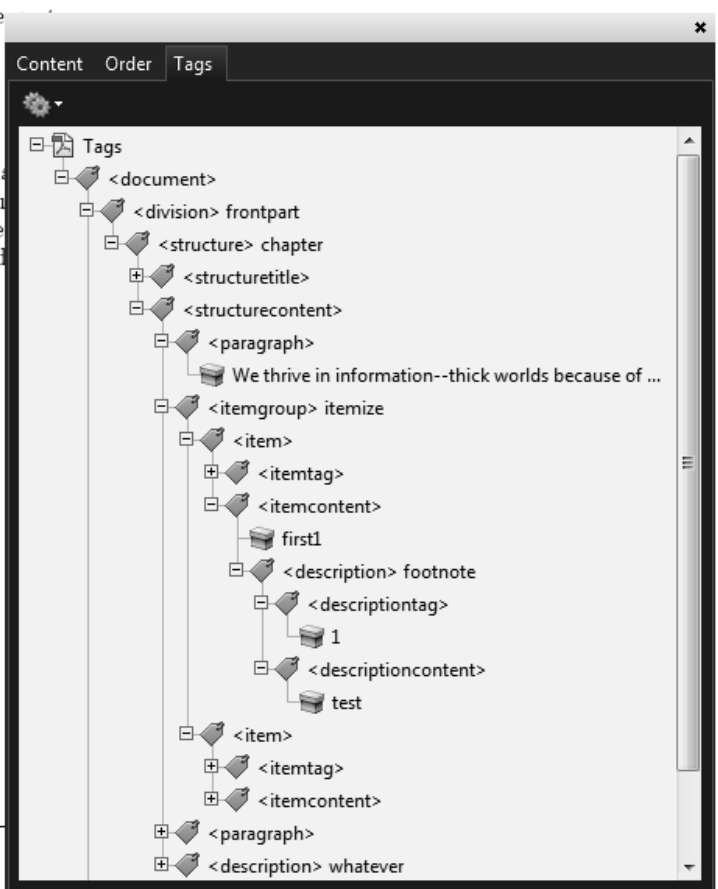 Content Order Tags
Tags
<document>
<division> frontpart
<structure> chapter
<structuretitle>
<structurecontent>
<paragraph>
We thrive in information--thick worlds because of ...
<itemgroup> itemize
<item>
<itemtag>
<itemcontent>
first1
<description> footnote
<descriptiontag>
1
<descriptioncontent>
test
<item>
<itemtag>
<itemcontent>
<paragraph>
<description> whatever